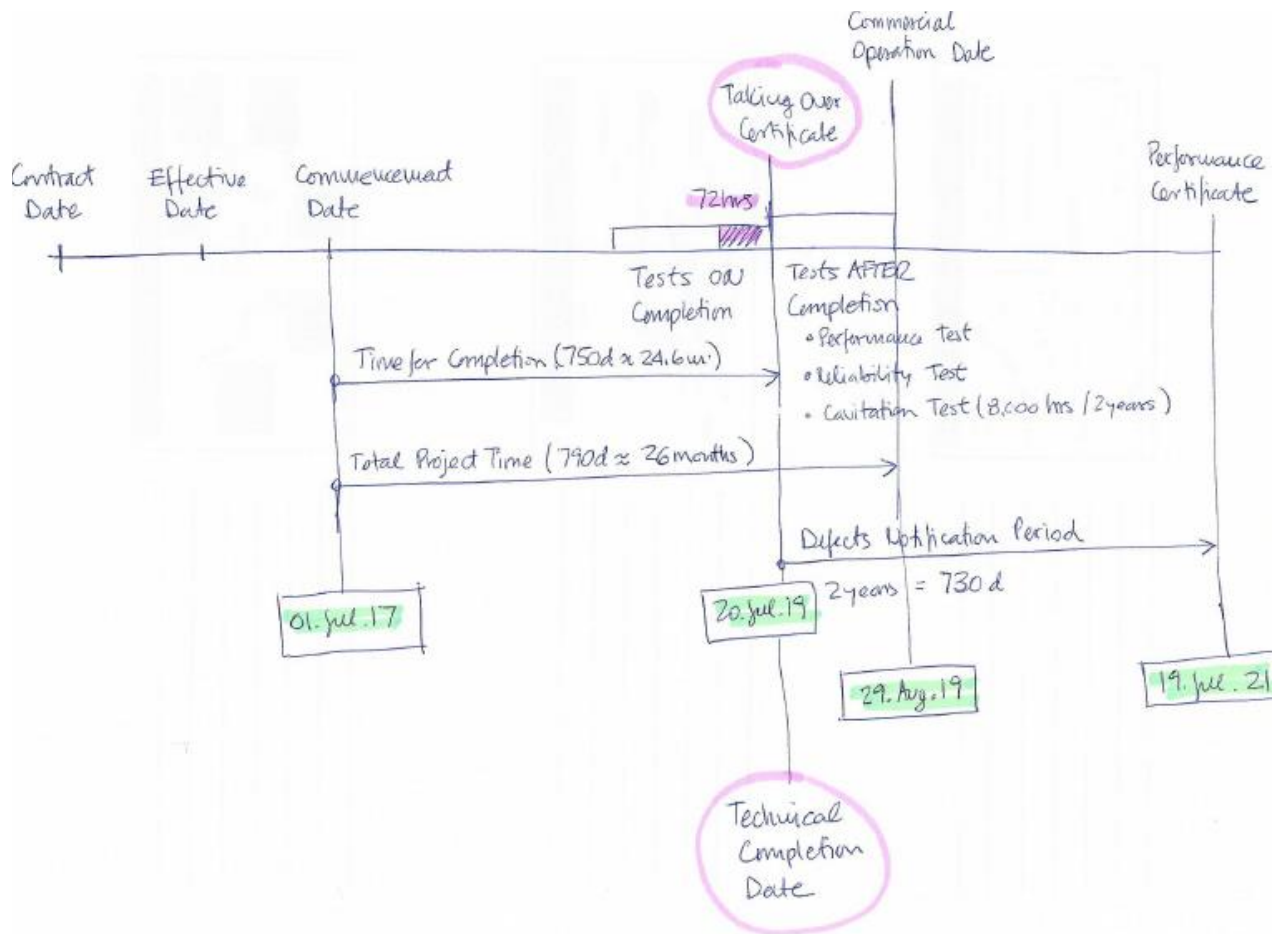 Commercial
Operation Date
Taking Over
Certificate
Contract
Date
Effective
Date
Commencement
Date
Performance
Certificate
72hrs
Tests on
Completion
Tests AFTER
Completion
• Performance Test
• Reliability Test
• Cavitation Test (8,000 hrs / 2years)
Time for Completion (750d ≈ 24.6m.)
Total Project Time (790d ≈ 26 months)
Defects Notification Period
2years = 730 d
01. Jul. 17
20. Jul. 19
29. Aug. 19
19. Jul. 21
Technical
Completion
Date